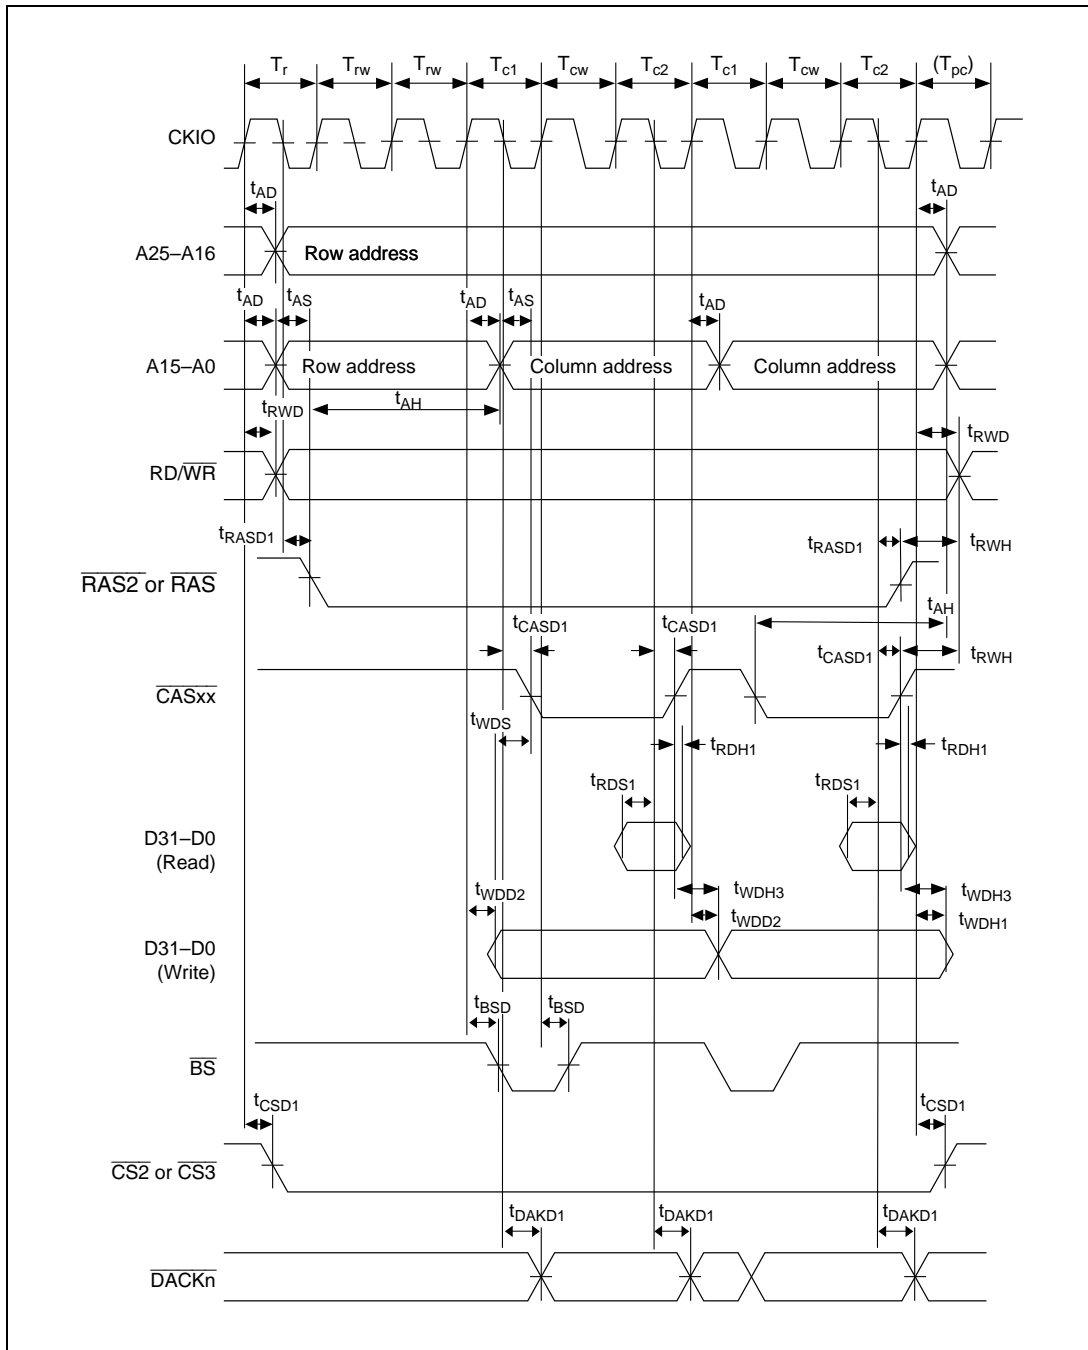 Tr Trw Trw Tc1 Tcw Tc2 Tc1 Tcw Tc2 (Tpc)
CKIO
tAD tAD
A25–A16 Row address
tAD tAS tAD tAS tAD
A15–A0 Row address Column address Column address
tAH
tRWD tRWD
RD/WR
tRASD1 tRASD1 tRWH
RAS2 or RAS
tAH
tCASD1 tCASD1 tCASD1 tRWH
CASxx
tWDS tRDH1 tRDH1
tRDS1 tRDS1
D31–D0
(Read)
tWDD2 tWDH3 tWDH3
tWDD2 tWDH1
D31–D0
(Write)
tBSD tBSD
BS
tCSD1 tCSD1
CS2 or CS3
tDAKD1 tDAKD1 tDAKD1
DACKn